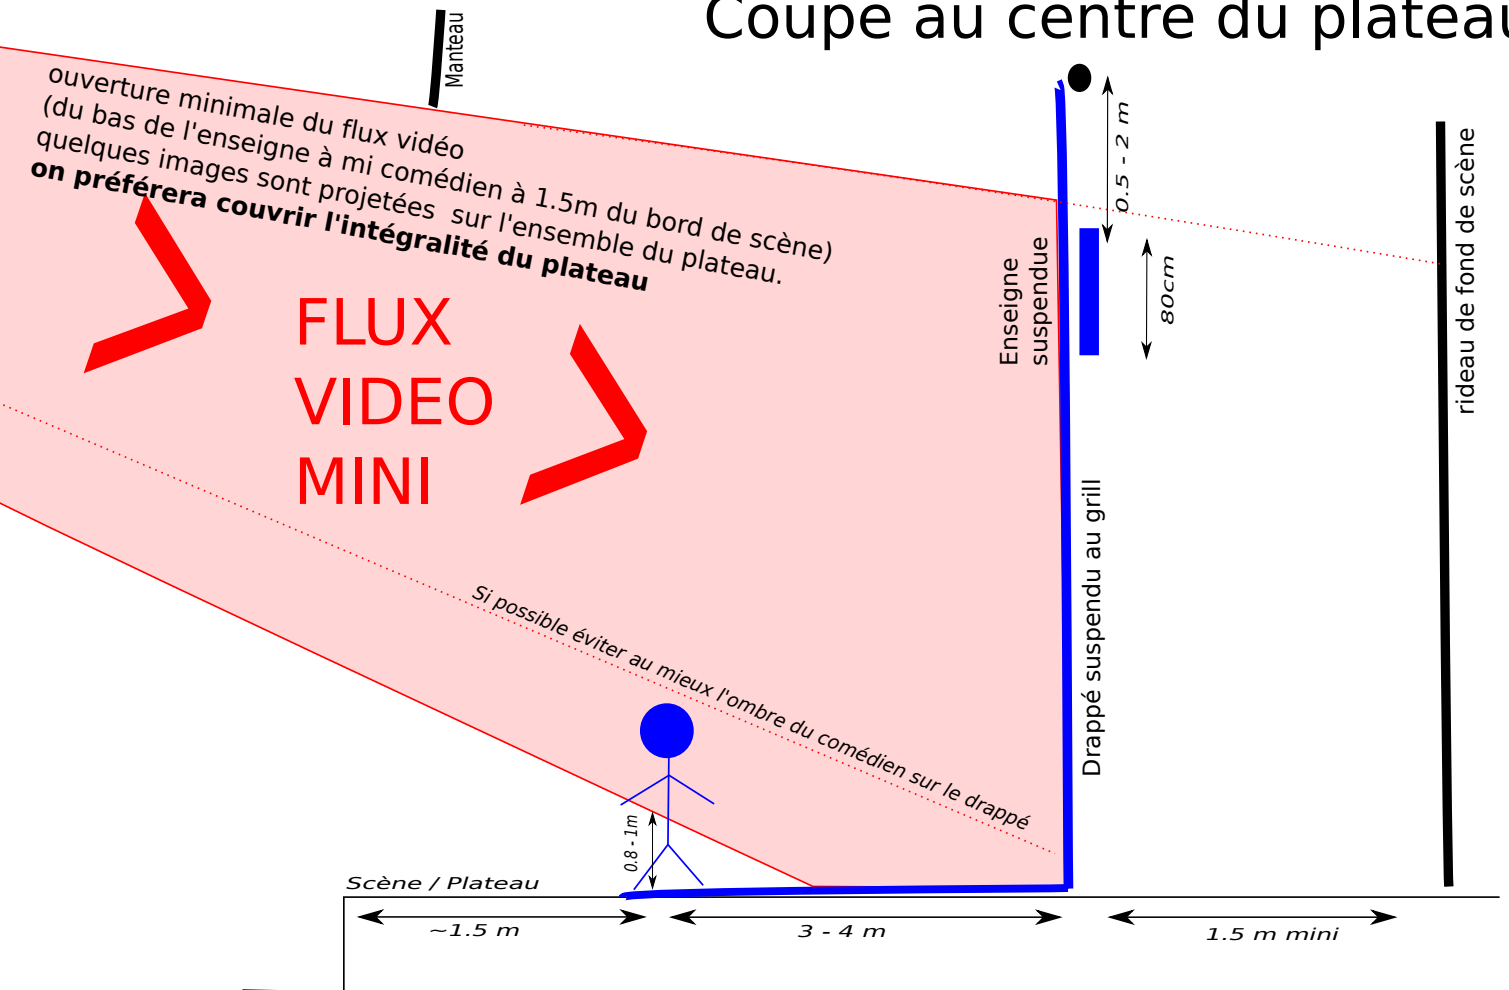 Coupe au centre du plateau
Manteau
ouverture minimale du flux vidéo
(du bas de l'enseigne à mi comédien à 1.5m du bord de scène)
quelques images sont projetées sur l'ensemble du plateau.
on préférera couvrir l'intégralité du plateau
FLUX
VIDEO
MINI
0.5 - 2 m
Enseigne
suspendue
80cm
rideau de fond de scène
Drappé suspendu au grill
Si possible éviter au mieux l'ombre du comédien sur le drappé
0.8 - 1m
Scène / Plateau
~1.5 m
3 - 4 m
1.5 m mini